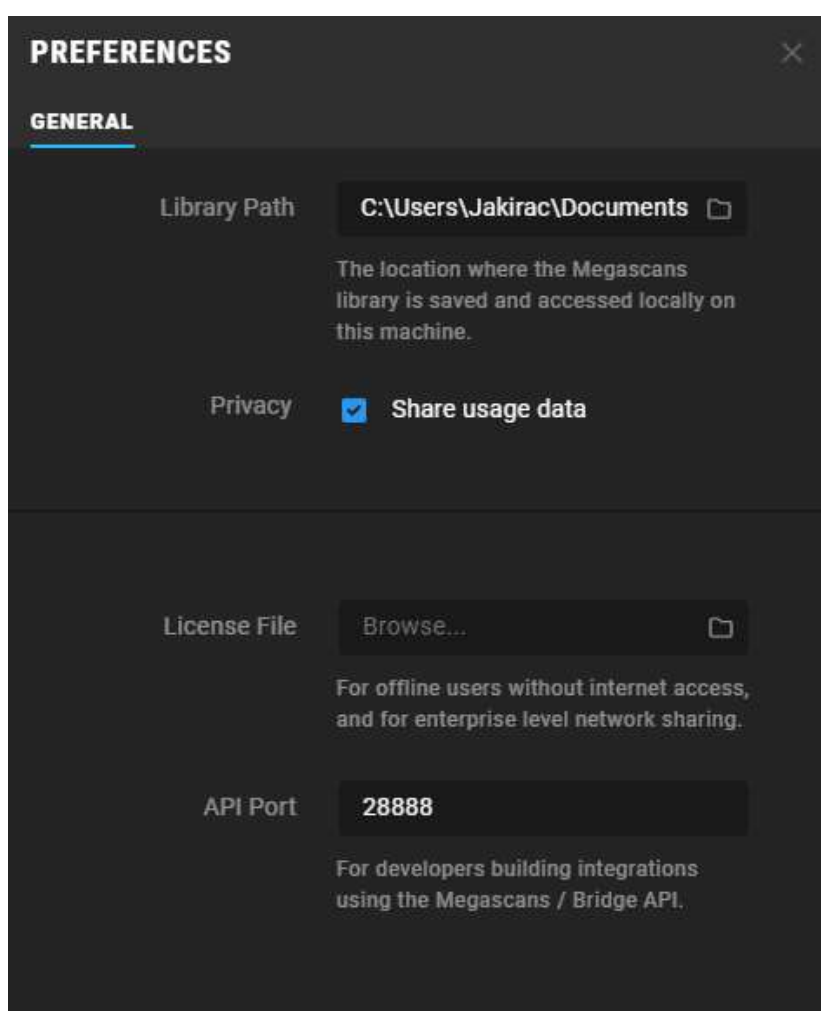 PREFERENCES
GENERAL
Library Path
C:\Users\Jakirac\Documents
The location where the Megascans
library is saved and accessed locally on
this machine.
Privacy
Share usage data
License File
Browse...
For offline users without internet access,
and for enterprise level network sharing.
API Port
28888
For developers building integrations
using the Megascans / Bridge API.